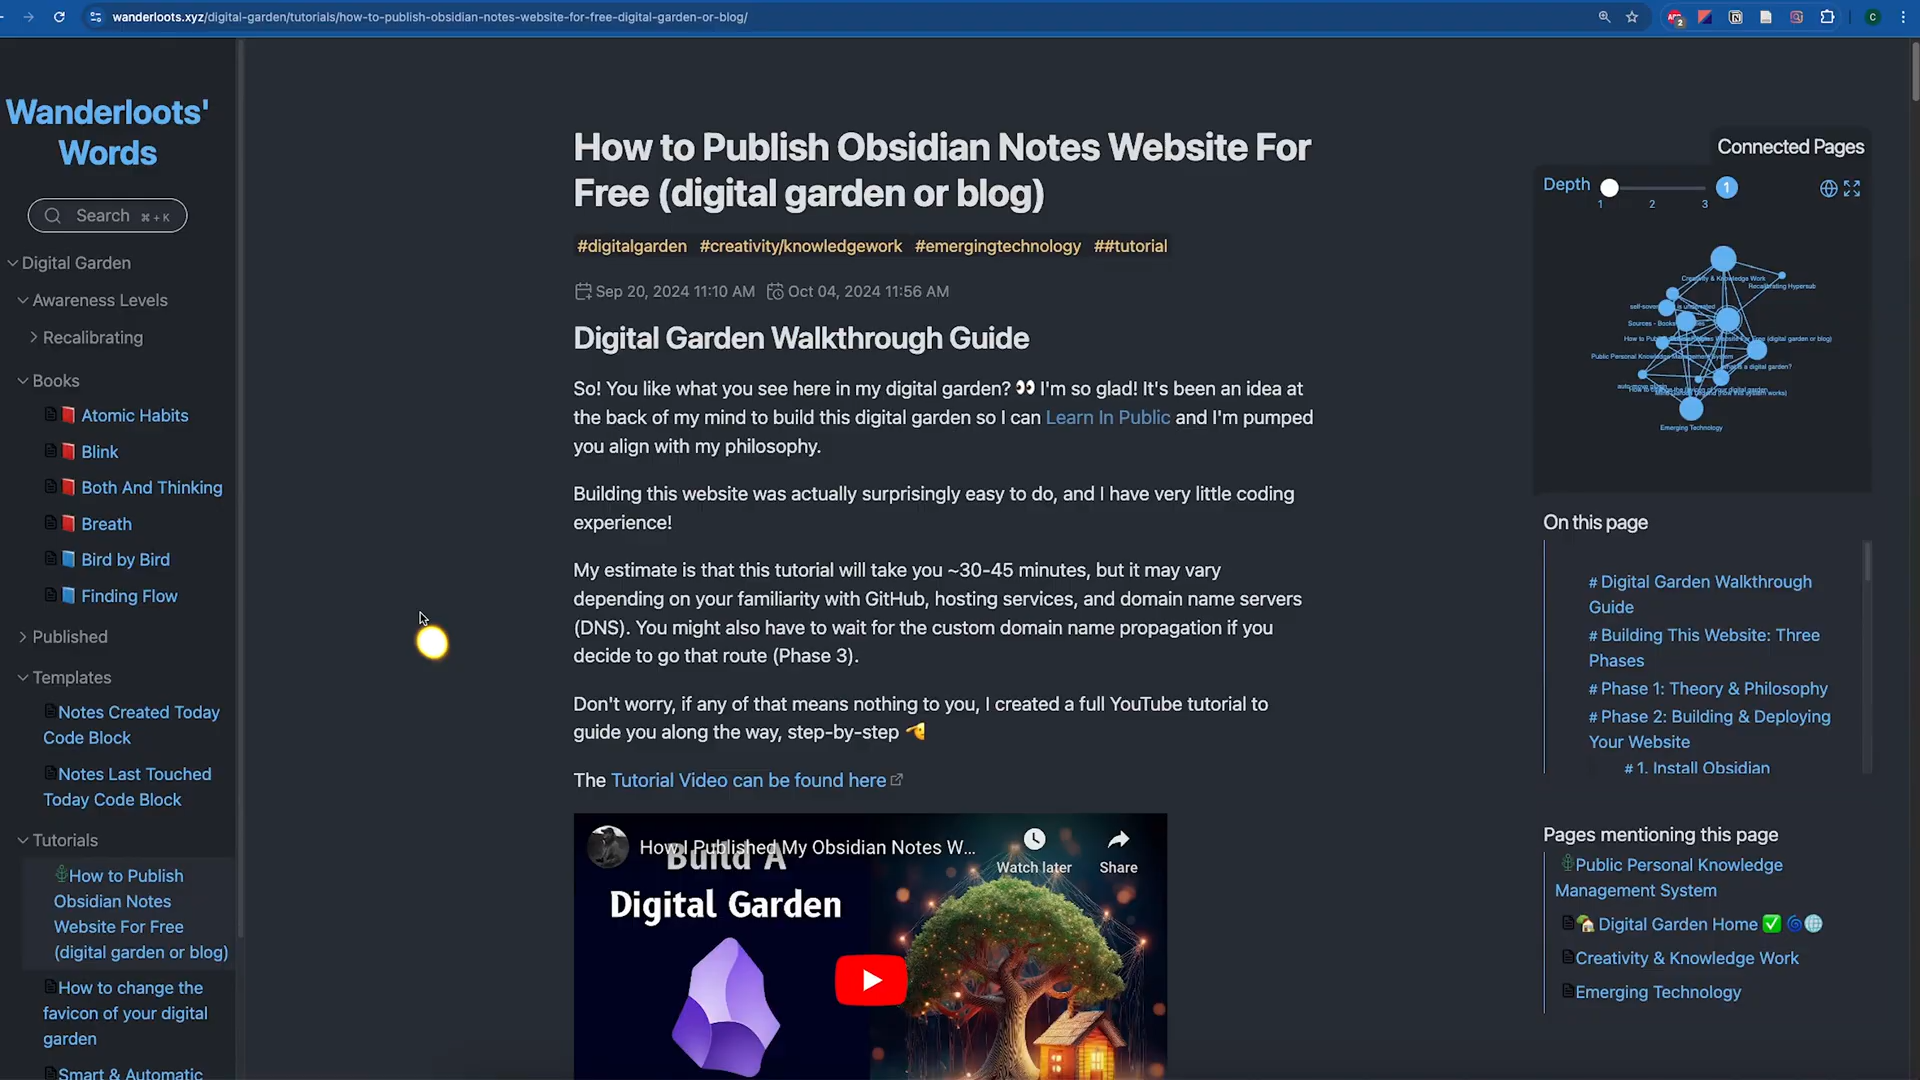 wanderloots.xyz/digital-garden/tutorials/how-to-publish-obsidian-notes-website-for-free-digital-garden-or-blog/
2
C
Wanderloots'
Words
Search ⌘ + K
Digital Garden
Awareness Levels
Recalibrating
Books
Atomic Habits
Blink
Both And Thinking
Breath
Bird by Bird
Finding Flow
Published
Templates
Notes Created Today
Code Block
Notes Last Touched
Today Code Block
Tutorials
How to Publish
Obsidian Notes
Website For Free
(digital garden or blog)
How to change the
favicon of your digital
garden
Smart & Automatic
How to Publish Obsidian Notes Website For
Free (digital garden or blog)
#digitalgarden #creativity/knowledgework #emergingtechnology ##tutorial
Sep 20, 2024 11:10 AM Oct 04, 2024 11:56 AM
Digital Garden Walkthrough Guide
So! You like what you see here in my digital garden? 👀 I'm so glad! It's been an idea at
the back of my mind to build this digital garden so I can Learn In Public and I'm pumped
you align with my philosophy.
Building this website was actually surprisingly easy to do, and I have very little coding
experience!
My estimate is that this tutorial will take you ~30-45 minutes, but it may vary
depending on your familiarity with GitHub, hosting services, and domain name servers
(DNS). You might also have to wait for the custom domain name propagation if you
decide to go that route (Phase 3).
Don't worry, if any of that means nothing to you, I created a full YouTube tutorial to
guide you along the way, step-by-step
The Tutorial Video can be found here
How I Published My Obsidian Notes W...
Watch later
Share
Build A
Digital Garden
Connected Pages
Depth
1
1 2 3
Creativity & Knowledge Work
Recalibrating Hypersub
Public Personal Knowledge Management System
Emerging Technology
On this page
# Digital Garden Walkthrough
Guide
# Building This Website: Three
Phases
# Phase 1: Theory & Philosophy
# Phase 2: Building & Deploying
Your Website
# 1. Install Obsidian
Pages mentioning this page
Public Personal Knowledge
Management System
Digital Garden Home
Creativity & Knowledge Work
Emerging Technology